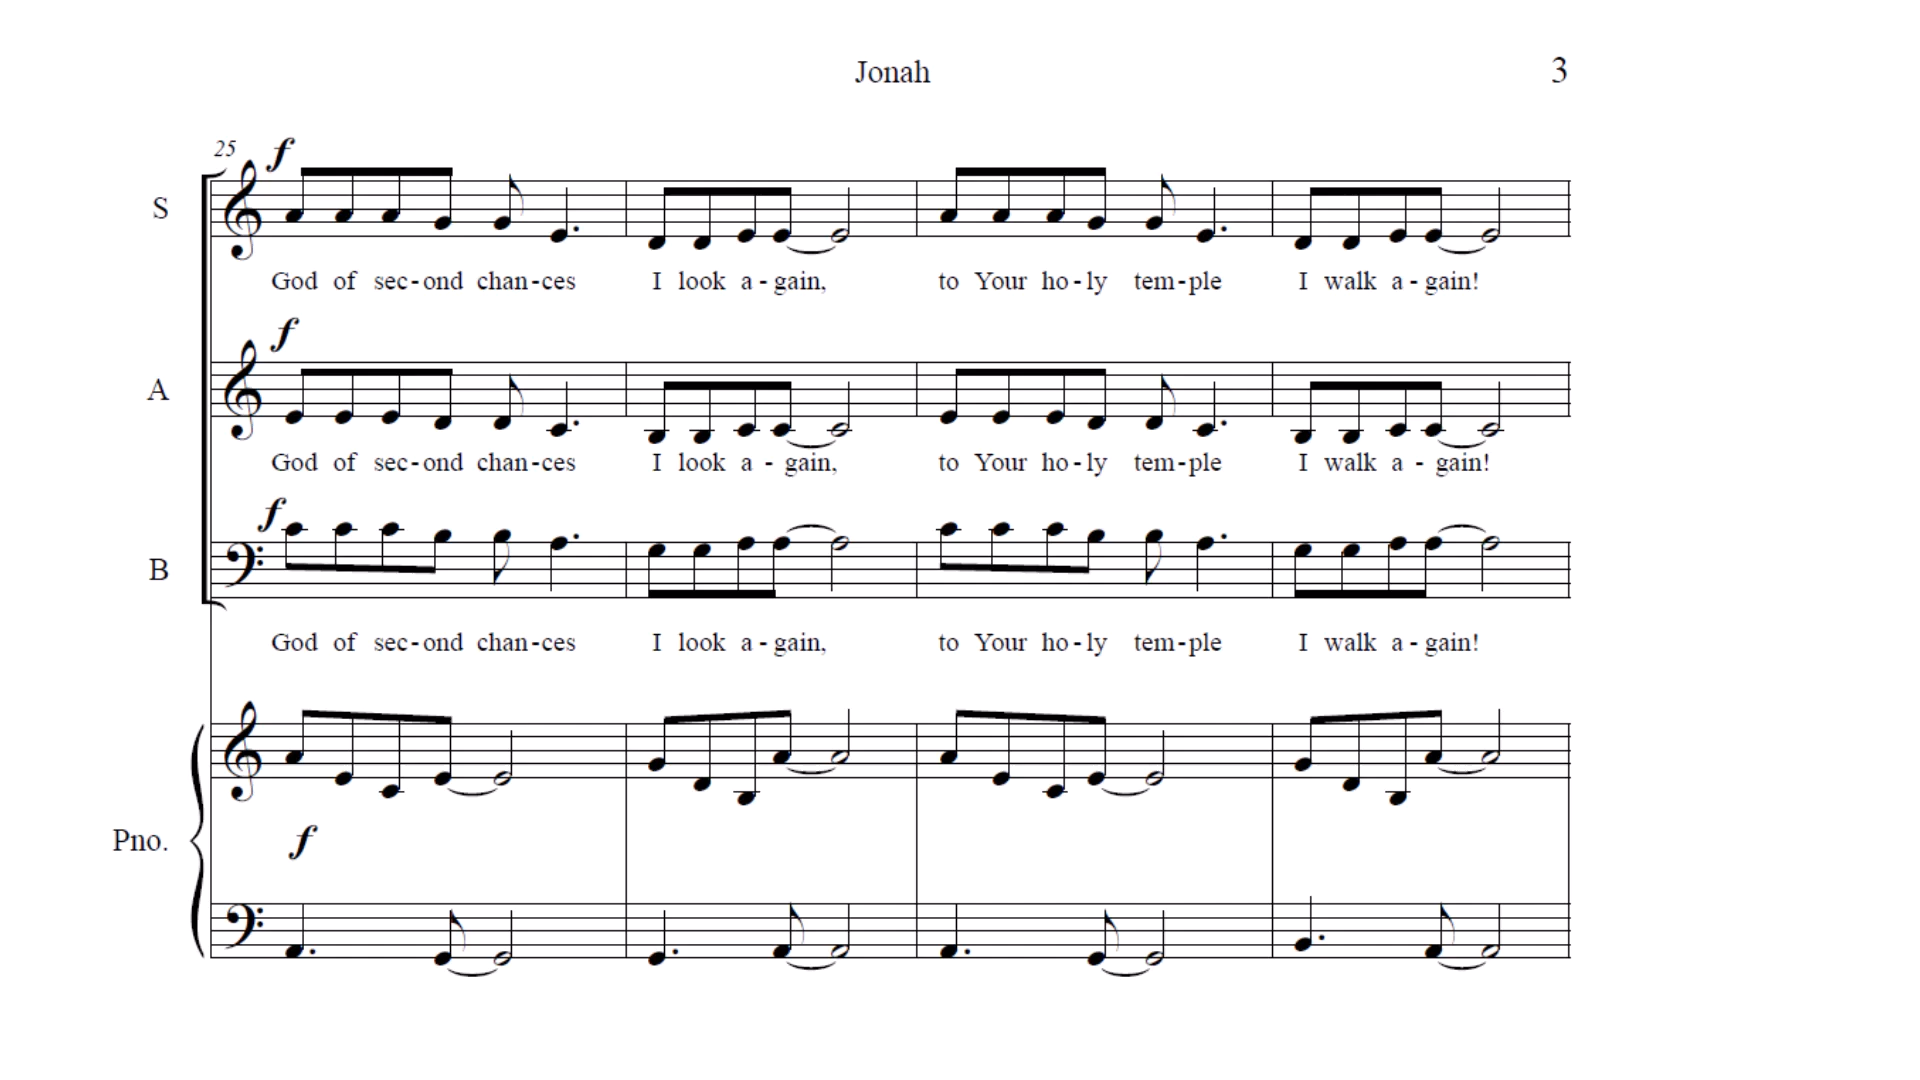 Jonah 3
25 f
S
God of sec-ond chan-ces I look a-gain, to Your ho-ly tem-ple I walk a-gain!
f
A
God of sec-ond chan-ces I look a - gain, to Your ho-ly tem-ple I walk a - gain!
f
B
God of sec-ond chan-ces I look a-gain, to Your ho-ly tem-ple I walk a-gain!
Pno. f